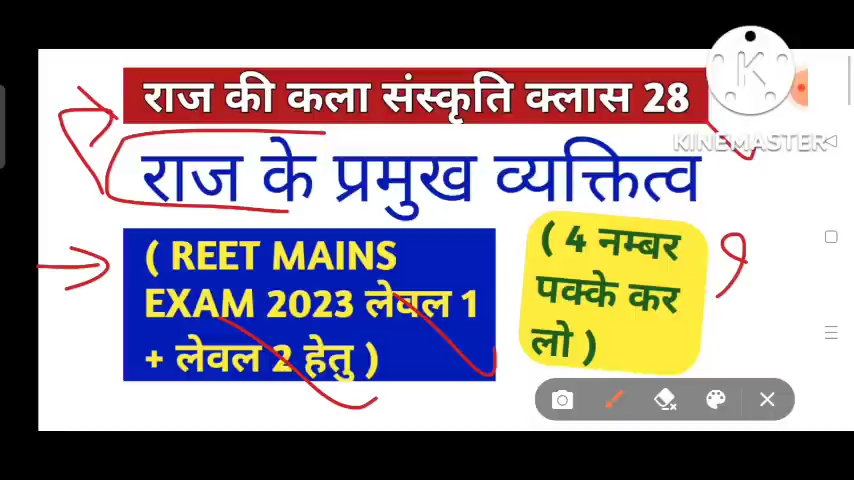 राज की कला संस्कृति क्लास 28
KINEMASTER
राज के प्रमुख व्यक्तित्व
( REET MAINS
EXAM 2023 लेवल 1
+ लेवल 2 हेतु )
( 4 नम्बर
पक्के कर
लो )